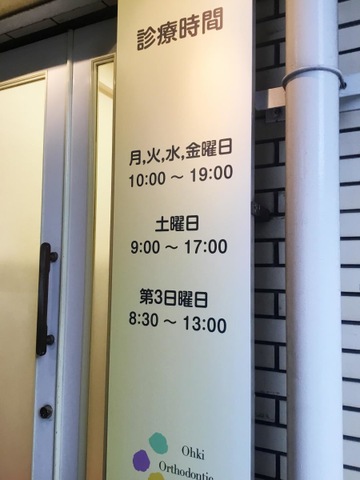 診療時間
月,火,水,金曜日
10:00 〜 19:00
土曜日
9:00 〜 17:00
第3日曜日
8:30 〜 13:00
Ohki
Orthodontic